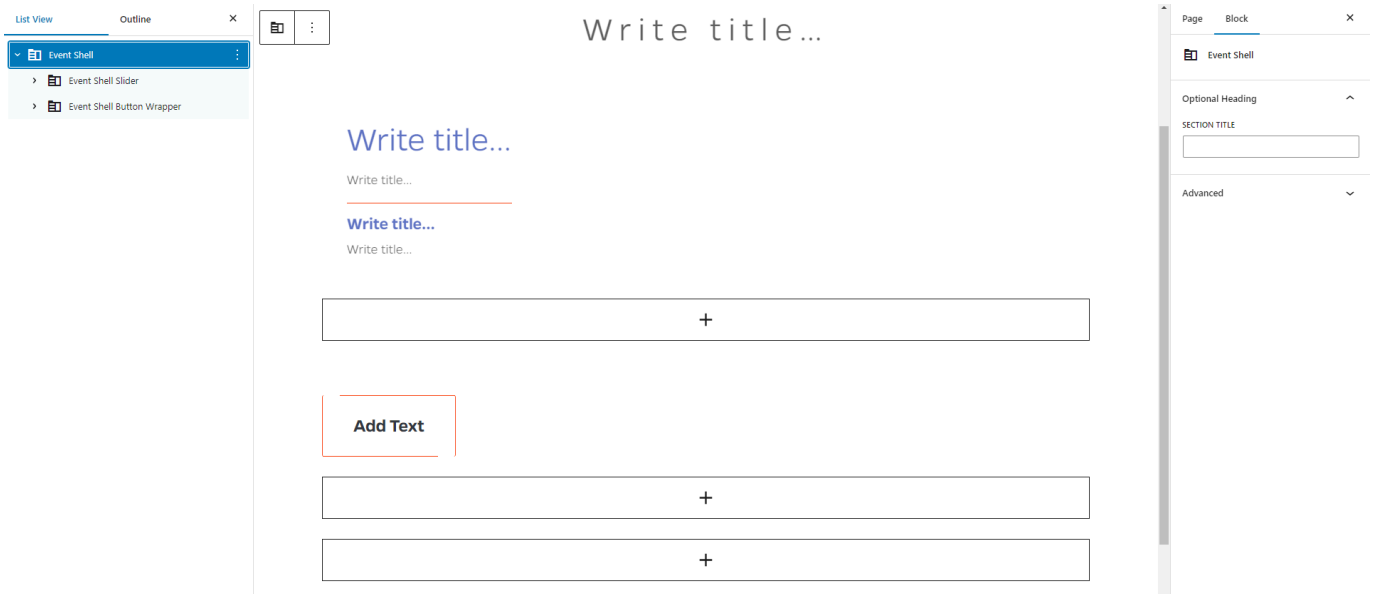 List View
Outline
Event Shell
Event Shell Slider
Event Shell Button Wrapper
Write title…
Write title…
Write title…
Write title…
Write title…
Add Text
Page
Block
Event Shell
Optional Heading
SECTION TITLE
Advanced